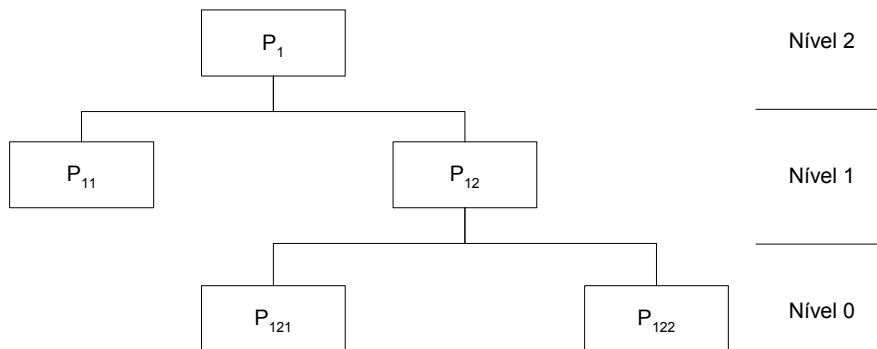 P₁
Nível 2
P₁₁
P₁₂
Nível 1
P₁₂₁
P₁₂₂
Nível 0